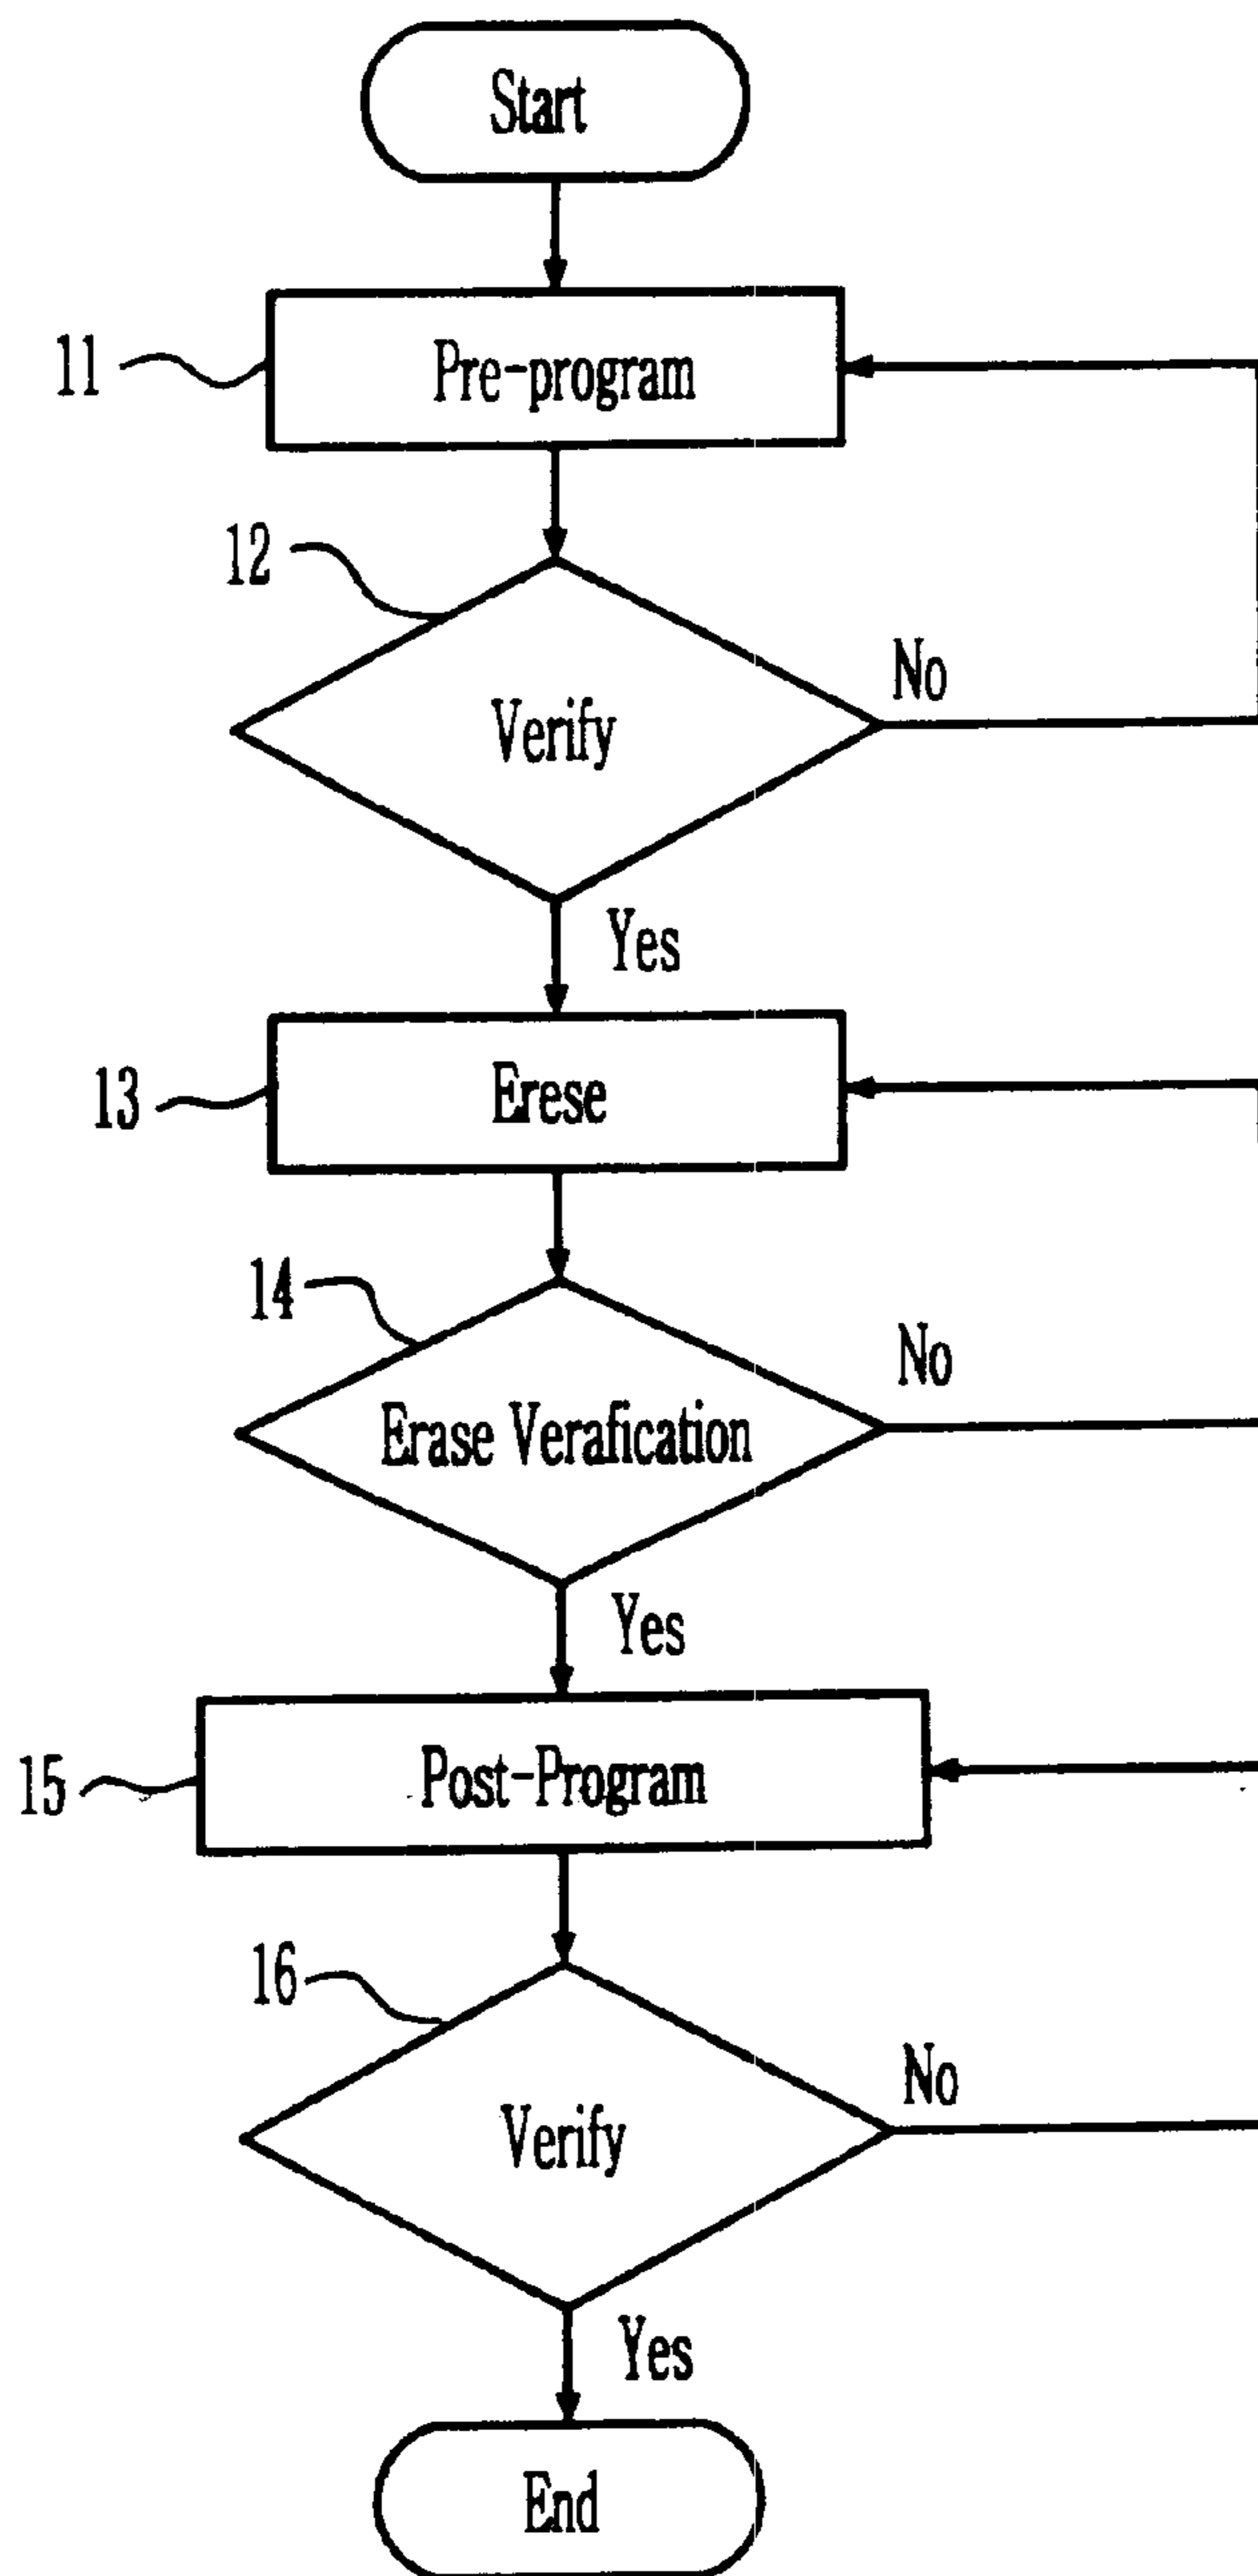 Start
11
Pre-program
12
Verify
No
Yes
13
Erese
14
Erase Verafication
No
Yes
15
Post-Program
16
Verify
No
Yes
End